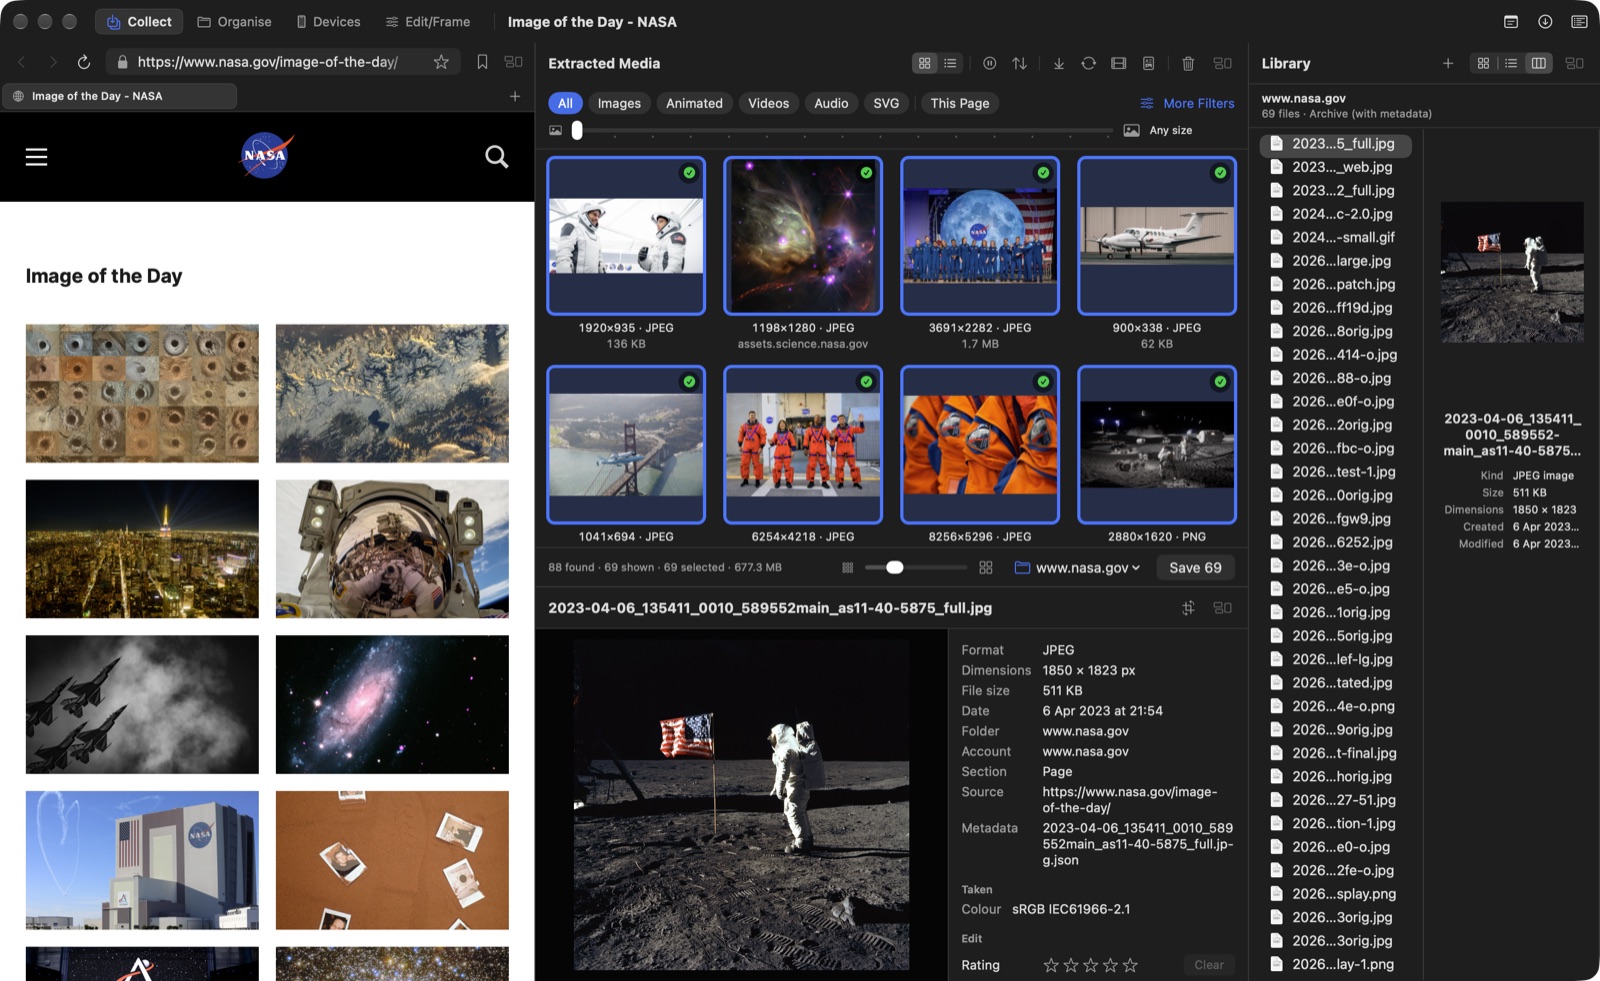 Collect
Organise
Devices
Edit/Frame
Image of the Day - NASA
https://www.nasa.gov/image-of-the-day/
Image of the Day - NASA
NASA
Image of the Day
Extracted Media
All
Images
Animated
Videos
Audio
SVG
This Page
More Filters
Any size
1920×935 · JPEG
136 KB
1198×1280 · JPEG
assets.science.nasa.gov
3691×2282 · JPEG
1.7 MB
900×338 · JPEG
62 KB
1041×694 · JPEG
6254×4218 · JPEG
8256×5296 · JPEG
2880×1620 · PNG
88 found · 69 shown · 69 selected · 677.3 MB
www.nasa.gov
Save 69
2023-04-06_135411_0010_589552main_as11-40-5875_full.jpg
Format JPEG
Dimensions 1850 × 1823 px
File size 511 KB
Date 6 Apr 2023 at 21:54
Folder www.nasa.gov
Account www.nasa.gov
Section Page
Source https://www.nasa.gov/image-
of-the-day/
Metadata 2023-04-06_135411_0010_589
552main_as11-40-5875_full.jp-
g.json
Taken
Colour sRGB IEC61966-2.1
Edit
Rating
Clear
Library
www.nasa.gov
69 files · Archive (with metadata)
2023...5_full.jpg
2023..._web.jpg
2023...2_full.jpg
2024...c-2.0.jpg
2024...-small.gif
2026...large.jpg
2026...patch.jpg
2026...ff19d.jpg
2026...8orig.jpg
2026...414-o.jpg
2026...88-o.jpg
2026...e0f-o.jpg
2026...2orig.jpg
2026...fbc-o.jpg
2026...test-1.jpg
2026...0orig.jpg
2026...fgw9.jpg
2026...6252.jpg
2026...3e-o.jpg
2026...e5-o.jpg
2026...1orig.jpg
2026...5orig.jpg
2026...lef-lg.jpg
2026...tated.jpg
2026...4e-o.png
2026...9orig.jpg
2026...t-final.jpg
2026...horig.jpg
2026...27-51.jpg
2026...tion-1.jpg
2026...e0-o.jpg
2026...2fe-o.jpg
2026...splay.png
2026...3orig.jpg
2026...3orig.jpg
2026...lay-1.png
2023-04-06_135411_
0010_589552-
main_as11-40-5875...
Kind JPEG image
Size 511 KB
Dimensions 1850 × 1823
Created 6 Apr 2023...
Modified 6 Apr 2023...